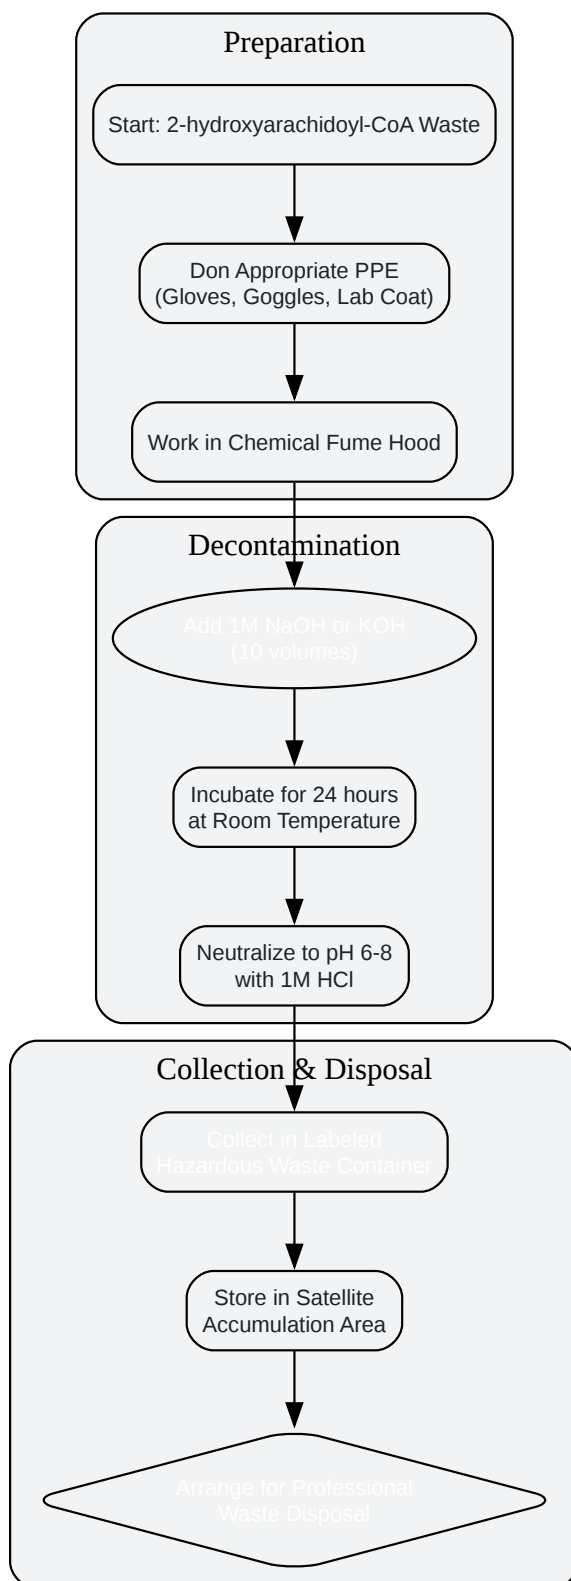 Preparation
Start: 2-hydroxyarachidoyl-CoA Waste
Don Appropriate PPE
(Gloves, Goggles, Lab Coat)
Work in Chemical Fume Hood
Decontamination
Add 1M NaOH or KOH
(10 volumes)
Incubate for 24 hours
at Room Temperature
Neutralize to pH 6-8
with 1M HCl
Collection & Disposal
Collect in Labeled
Hazardous Waste Container
Store in Satellite
Accumulation Area
Arrange for Professional
Waste Disposal